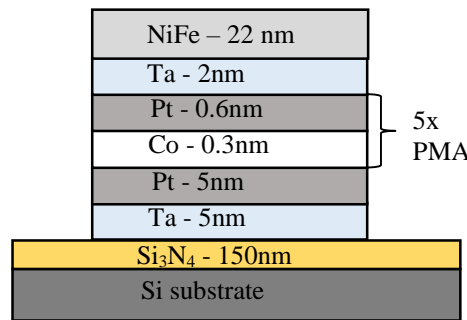 NiFe – 22 nm
Ta - 2nm
Pt - 0.6nm
Co - 0.3nm
5x
PMA
Pt - 5nm
Ta - 5nm
Si₃N₄ - 150nm
Si substrate